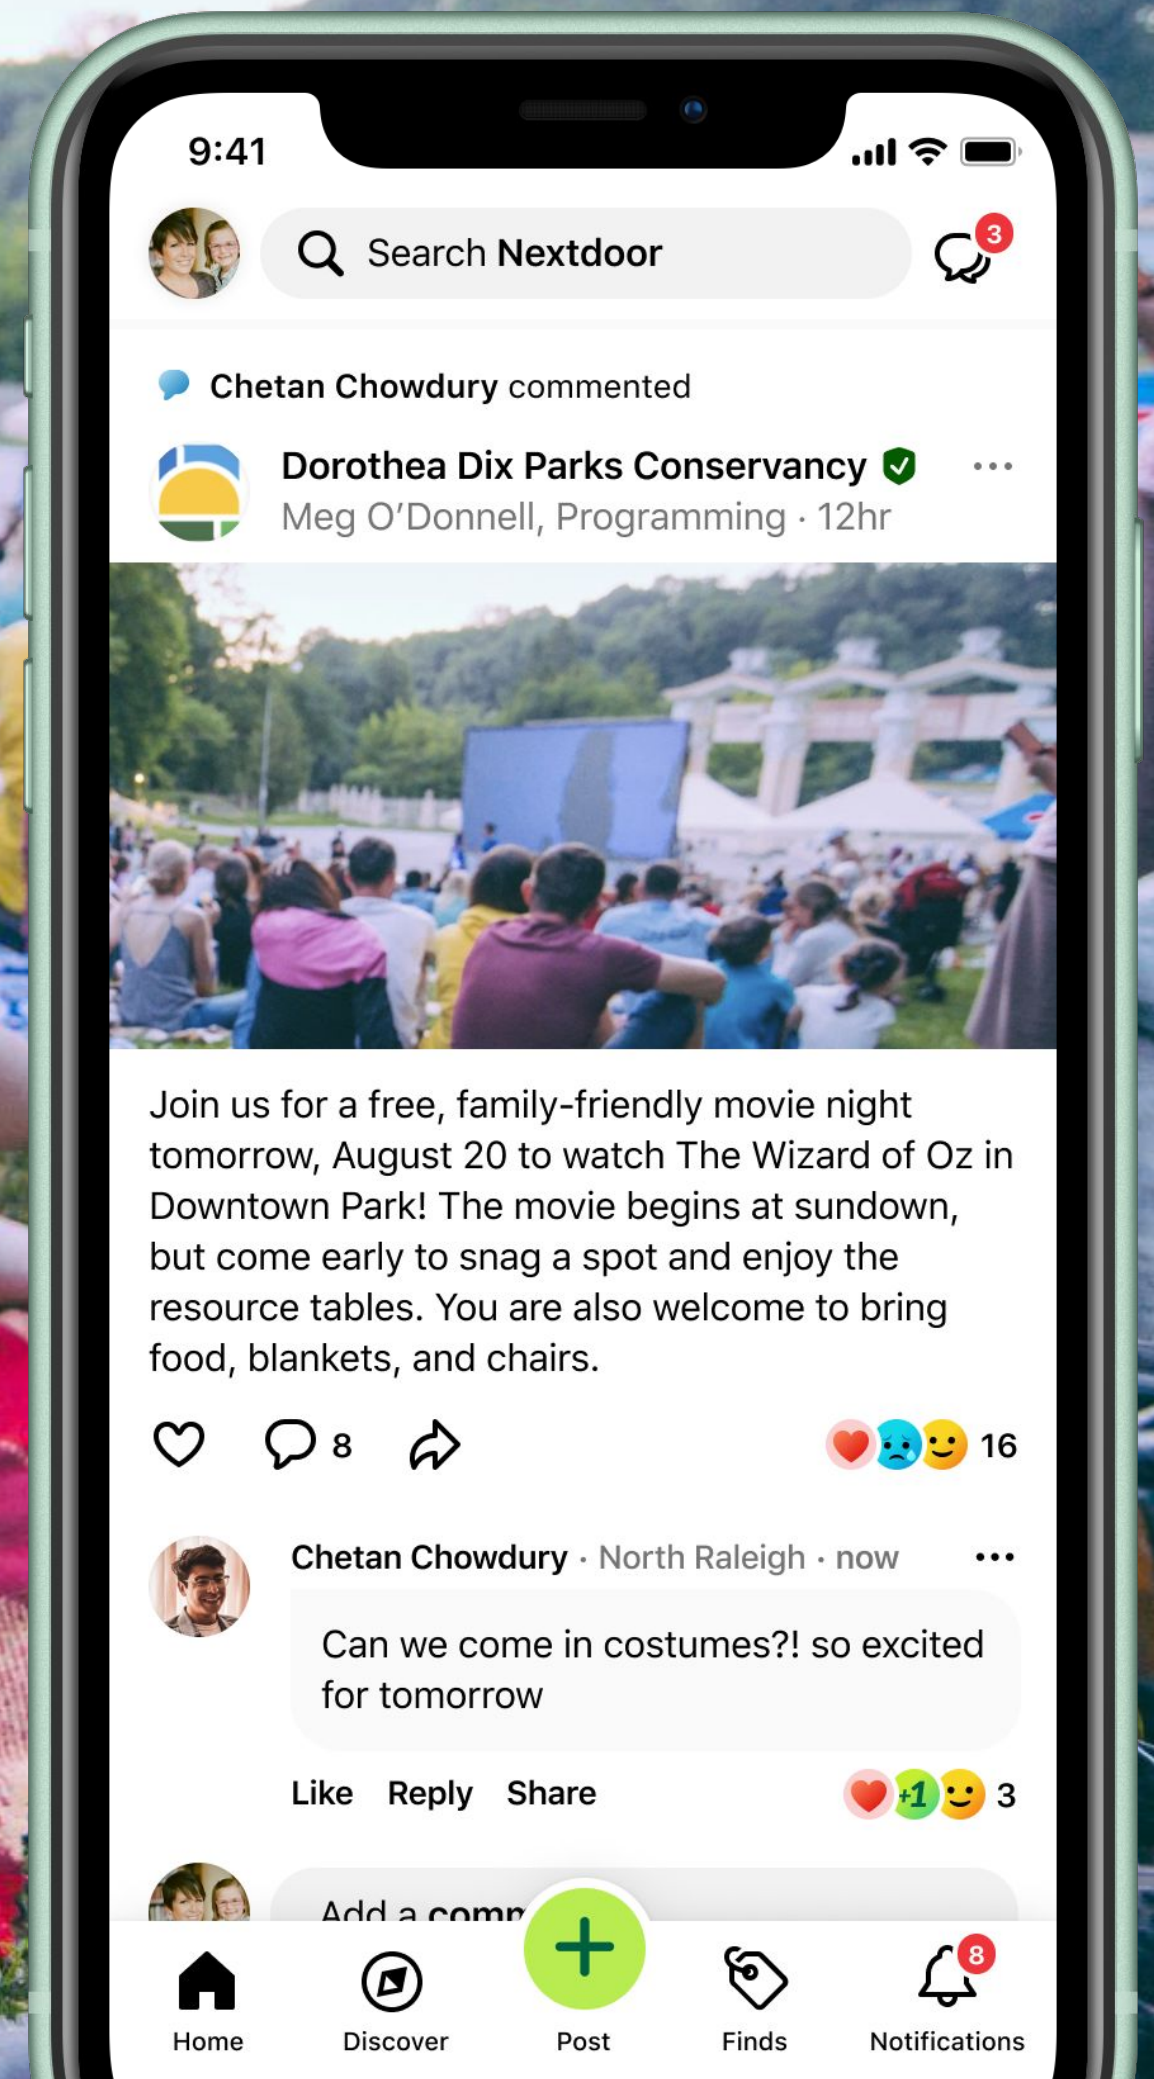 9:41
Search Nextdoor
3
Chetan Chowdury commented
Dorothea Dix Parks Conservancy
Meg O’Donnell, Programming · 12hr
Join us for a free, family-friendly movie night
tomorrow, August 20 to watch The Wizard of Oz in
Downtown Park! The movie begins at sundown,
but come early to snag a spot and enjoy the
resource tables. You are also welcome to bring
food, blankets, and chairs.
8
16
Chetan Chowdury · North Raleigh · now
Can we come in costumes?! so excited
for tomorrow
Like Reply Share
+1
3
Add a comm
8
Home Discover Post Finds Notifications